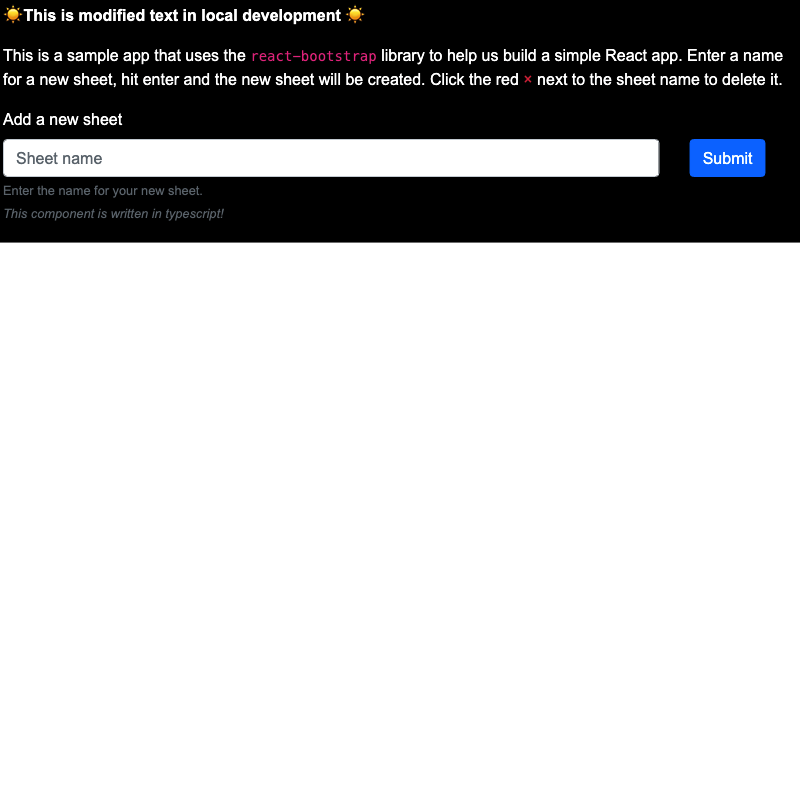 ☀️This is modified text in local development ☀️
This is a sample app that uses the react-bootstrap library to help us build a simple React app. Enter a name
for a new sheet, hit enter and the new sheet will be created. Click the red × next to the sheet name to delete it.
Add a new sheet
Sheet name
Submit
Enter the name for your new sheet.
This component is written in typescript!